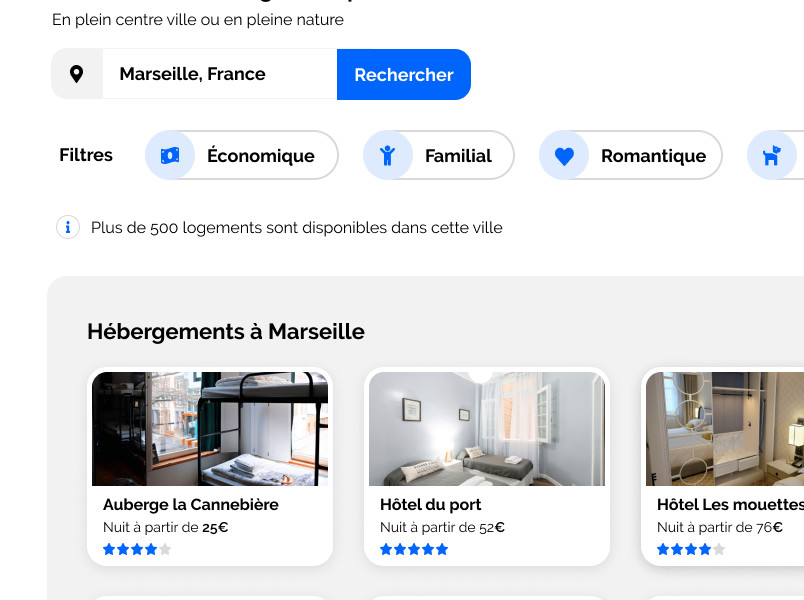 En plein centre ville ou en pleine nature
Marseille, France
Rechercher
Filtres
Économique
Familial
Romantique
Plus de 500 logements sont disponibles dans cette ville
Hébergements à Marseille
Auberge la Cannebière
Nuit à partir de 25€
Hôtel du port
Nuit à partir de 52€
Hôtel Les mouettes
Nuit à partir de 76€